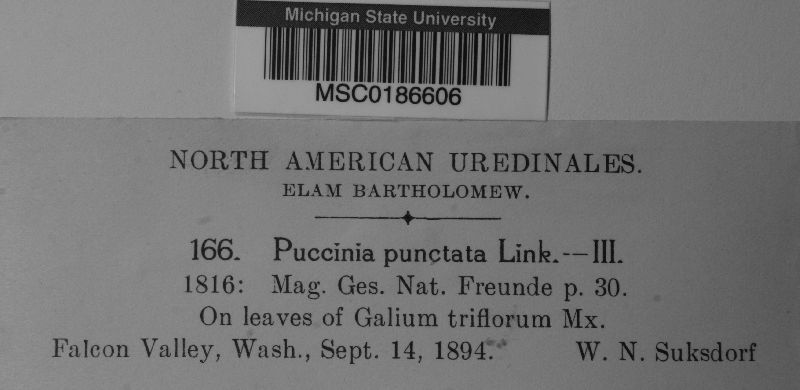 Michigan State University
MSC0186606
NORTH AMERICAN UREDINALES.
ELAM BARTHOLOMEW.
166. Puccinia punctata Link.--III.
1816: Mag. Ges. Nat. Freunde p. 30.
On leaves of Galium triflorum Mx.
Falcon Valley, Wash., Sept. 14, 1894. W. N. Suksdorf